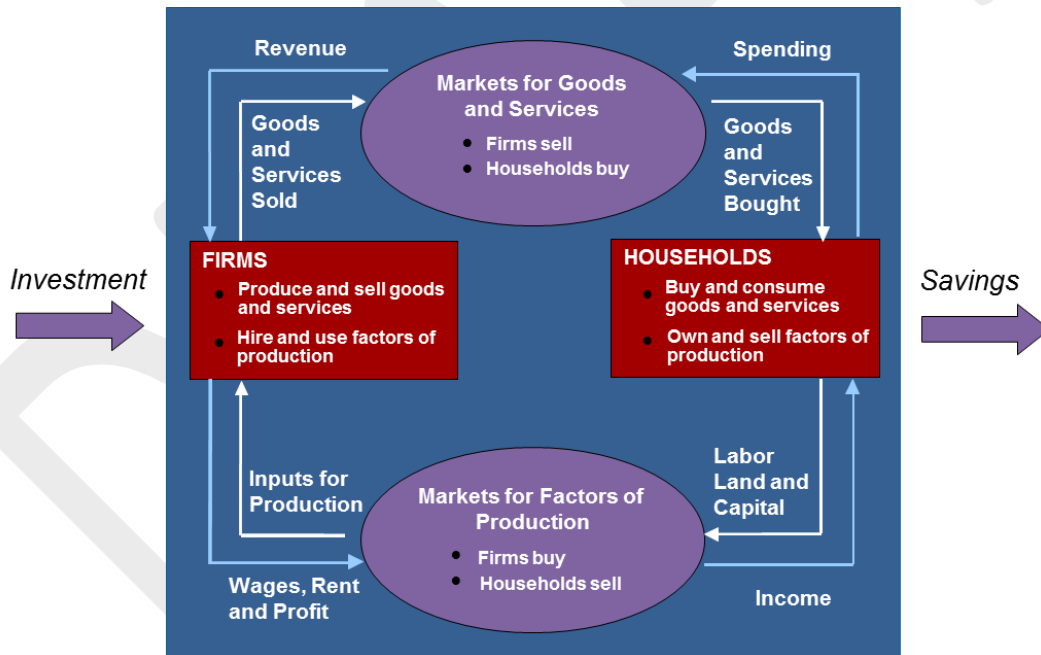 Revenue
Spending
Markets for Goods
and Services
Firms sell
Households buy
Goods
and
Services
Sold
Goods
and
Services
Bought
Investment
FIRMS
Produce and sell goods
and services
Hire and use factors of
production
HOUSEHOLDS
Buy and consume
goods and services
Own and sell factors of
production
Savings
Inputs for
Production
Markets for Factors of
Production
Firms buy
Households sell
Labor
Land and
Capital
Wages, Rent
and Profit
Income